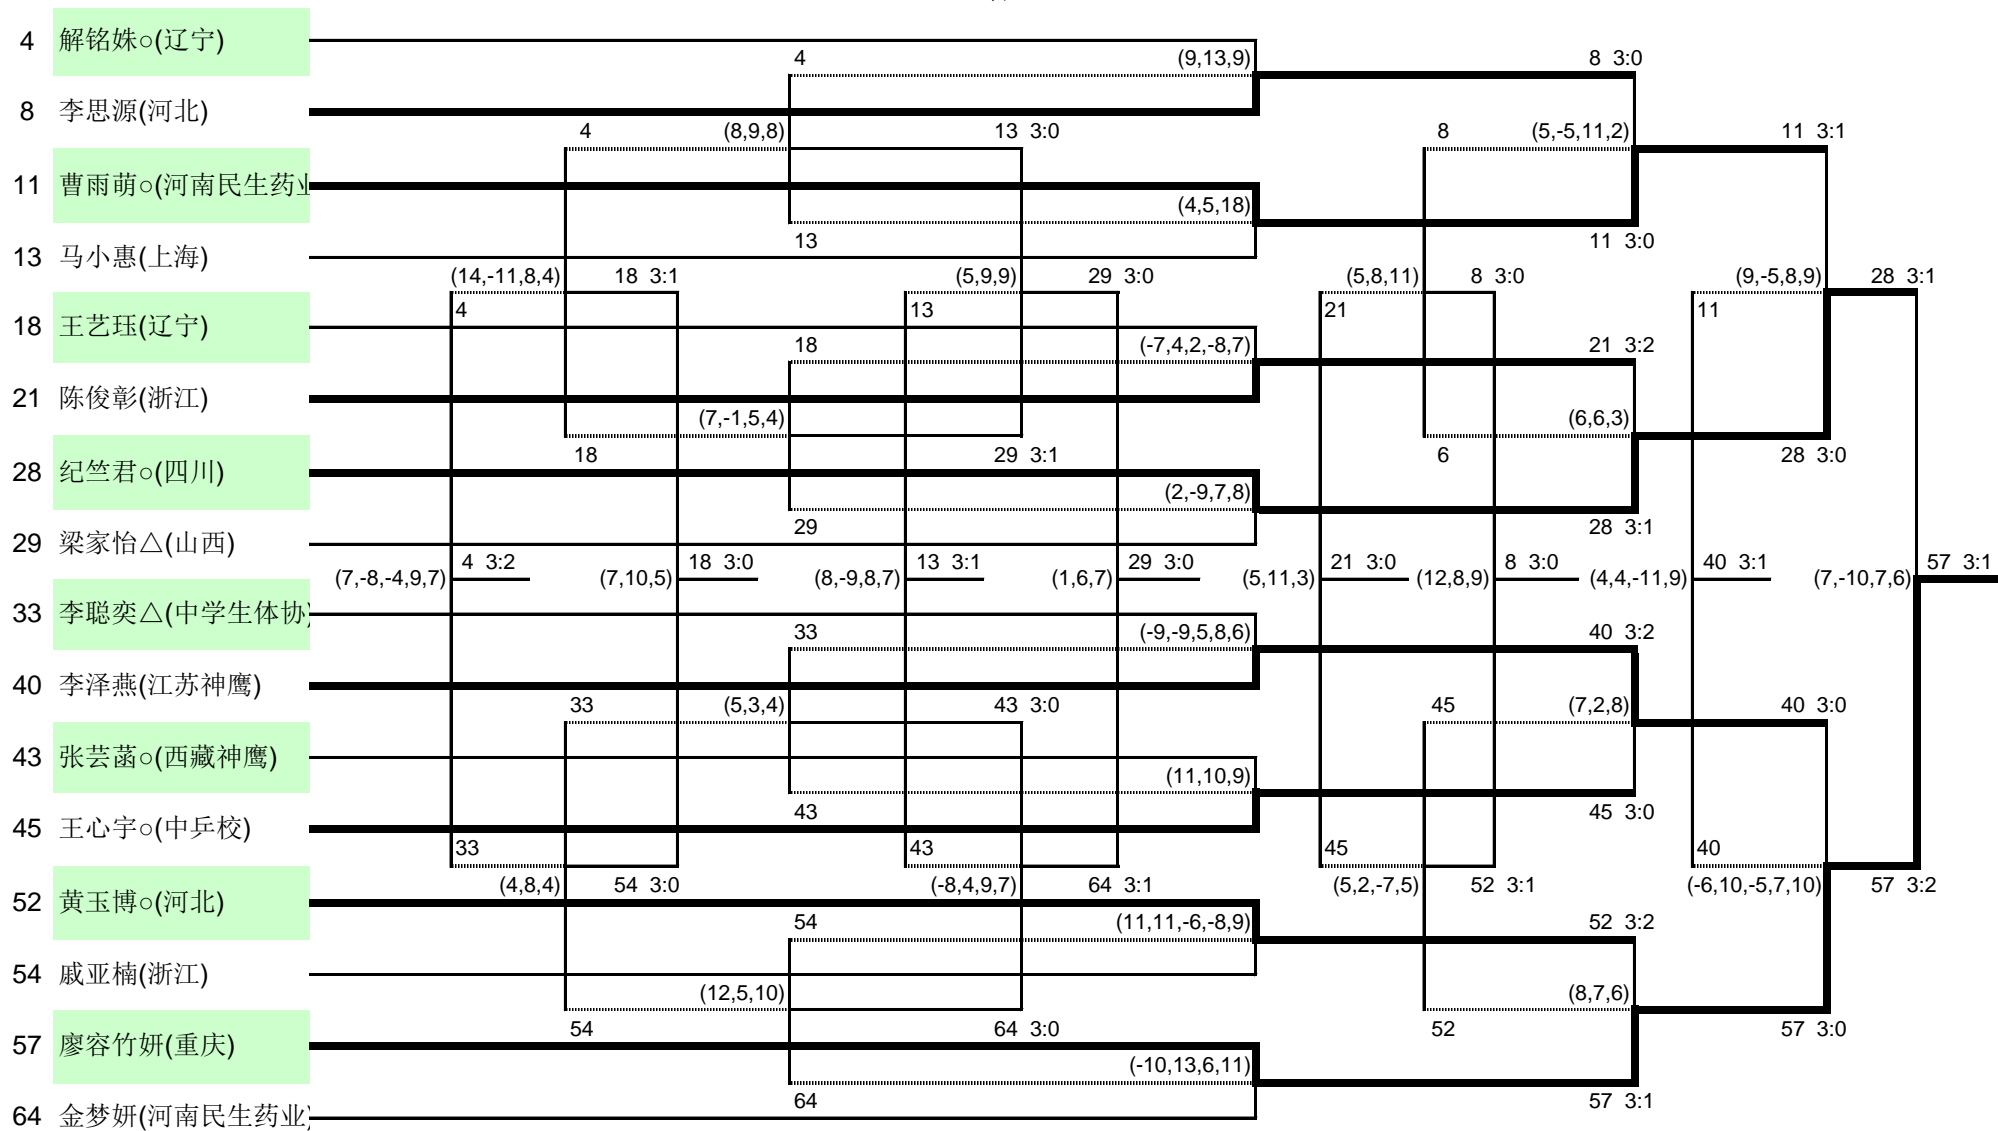 4 解铭姝○(辽宁)
4 (9,13,9) 8 3:0
8 李思源(河北)
4 (8,9,8) 13 3:0 8 (5,-5,11,2) 11 3:1
11 曹雨萌○(河南民生药业
(4,5,18)
13 11 3:0
13 马小惠(上海)
(14,-11,8,4) 18 3:1 (5,9,9) 29 3:0 (5,8,11) 8 3:0 (9,-5,8,9) 28 3:1
4 13 21 11
18 王艺珏(辽宁)
18 (-7,4,2,-8,7) 21 3:2
21 陈俊彰(浙江)
(7,-1,5,4) (6,6,3)
18 29 3:1 6 28 3:0
28 纪竺君○(四川)
(2,-9,7,8)
29 28 3:1
29 梁家怡△(山西)
(7,-8,-4,9,7) 4 3:2 (7,10,5) 18 3:0 (8,-9,8,7) 13 3:1 (1,6,7) 29 3:0 (5,11,3) 21 3:0 (12,8,9) 8 3:0 (4,4,-11,9) 40 3:1 (7,-10,7,6) 57 3:1
33 李聪奕△(中学生体协)
33 (-9,-9,5,8,6) 40 3:2
40 李泽燕(江苏神鹰)
33 (5,3,4) 43 3:0 45 (7,2,8) 40 3:0
43 张芸菡○(西藏神鹰)
(11,10,9)
43 45 3:0
45 王心宇○(中乒校)
33 43 45 40
(4,8,4) 54 3:0 (-8,4,9,7) 64 3:1 (5,2,-7,5) 52 3:1 (-6,10,-5,7,10) 57 3:2
52 黄玉博○(河北)
54 (11,11,-6,-8,9) 52 3:2
54 戚亚楠(浙江)
(12,5,10) (8,7,6)
54 64 3:0 52 57 3:0
57 廖容竹妍(重庆)
(-10,13,6,11)
64 57 3:1
64 金梦妍(河南民生药业)